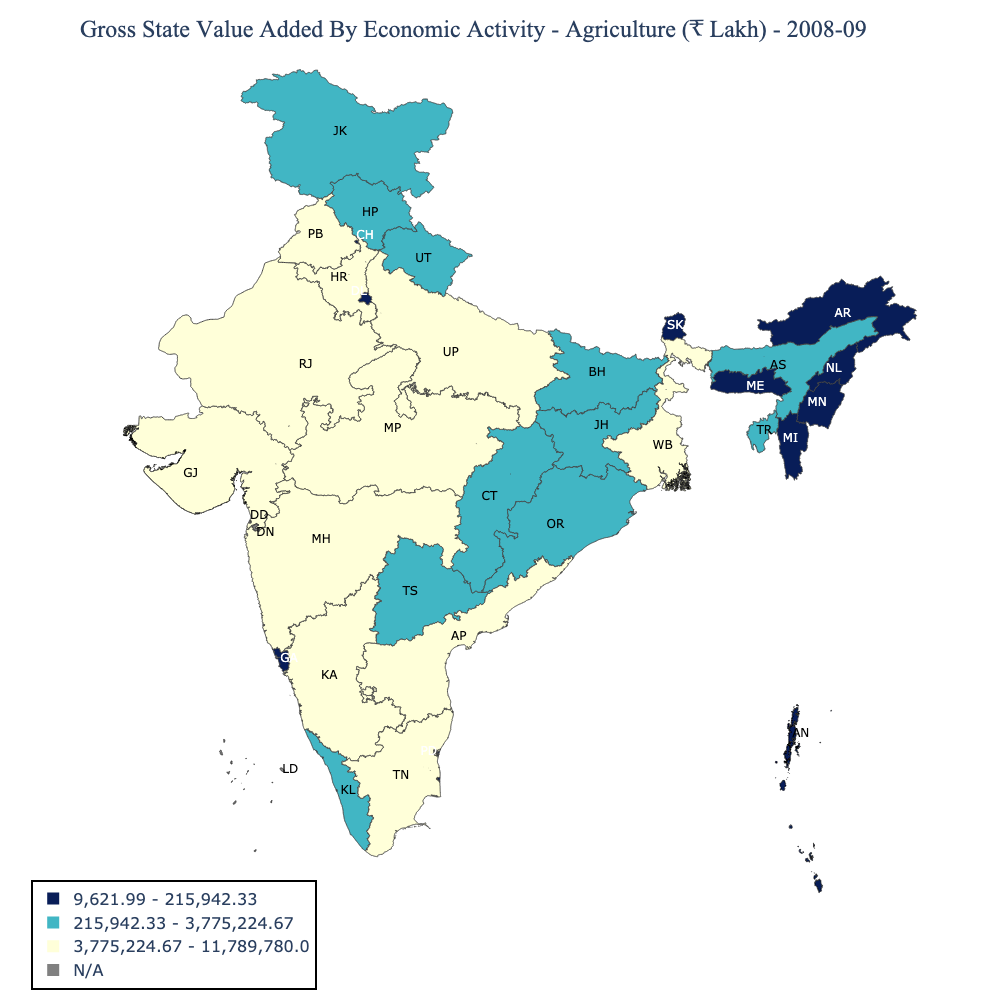 Gross State Value Added By Economic Activity - Agriculture (₹ Lakh) - 2008-09
JK
HP
PB
CH
UT
HR
AR
SK
UP
RJ
AS
NL
BH
ME
MN
JH
MP
TR
MI
WB
GJ
CT
DD
OR
DN
MH
TS
AP
G
KA
AN
LD
TN
KL
9,621.99 - 215,942.33
215,942.33 - 3,775,224.67
3,775,224.67 - 11,789,780.0
N/A